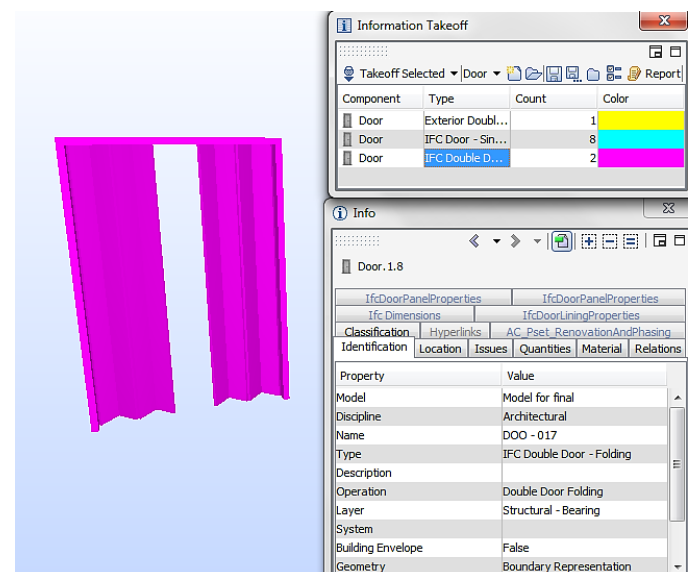 Information Takeoff
Takeoff Selected Door Report
Component Type Count Color
Door Exterior Doubl... 1
Door IFC Door - Sin... 8
Door IFC Double D... 2
Info
Door.1.8
IfcDoorPanelProperties IfcDoorPanelProperties
Ifc Dimensions IfcDoorLiningProperties
Classification Hyperlinks AC_Pset_RenovationAndPhasing
Identification Location Issues Quantities Material Relations
Property Value
Model Model for final
Discipline Architectural
Name DOO - 017
Type IFC Double Door - Folding
Description
Operation Double Door Folding
Layer Structural - Bearing
System
Building Envelope False
Geometry Boundary Representation